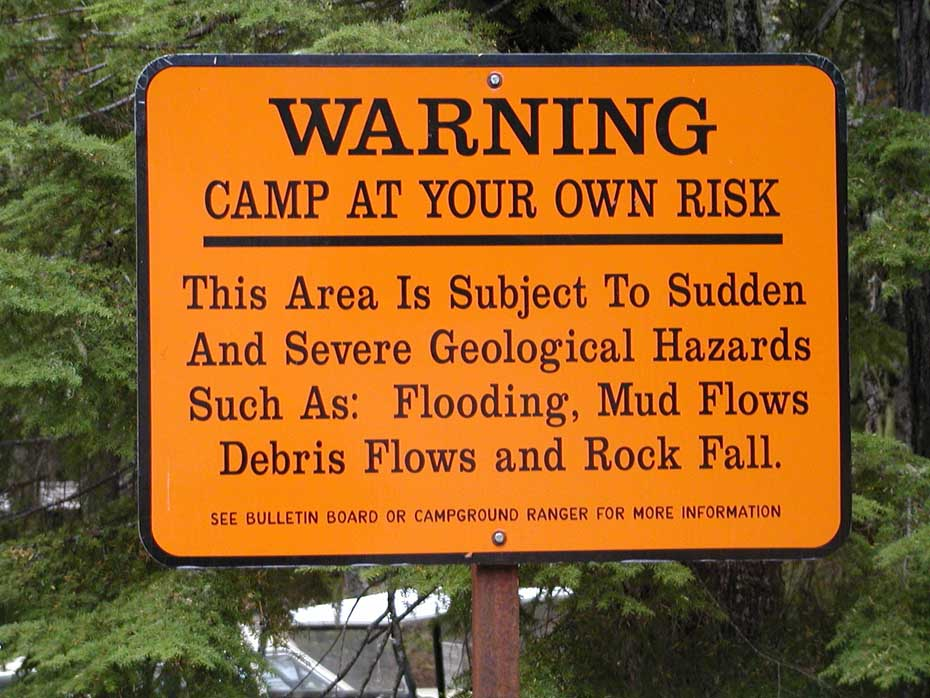 WARNING
CAMP AT YOUR OWN RISK
This Area Is Subject To Sudden
And Severe Geological Hazards
Such As: Flooding, Mud Flows
Debris Flows and Rock Fall.
SEE BULLETIN BOARD OR CAMPGROUND RANGER FOR MORE INFORMATION